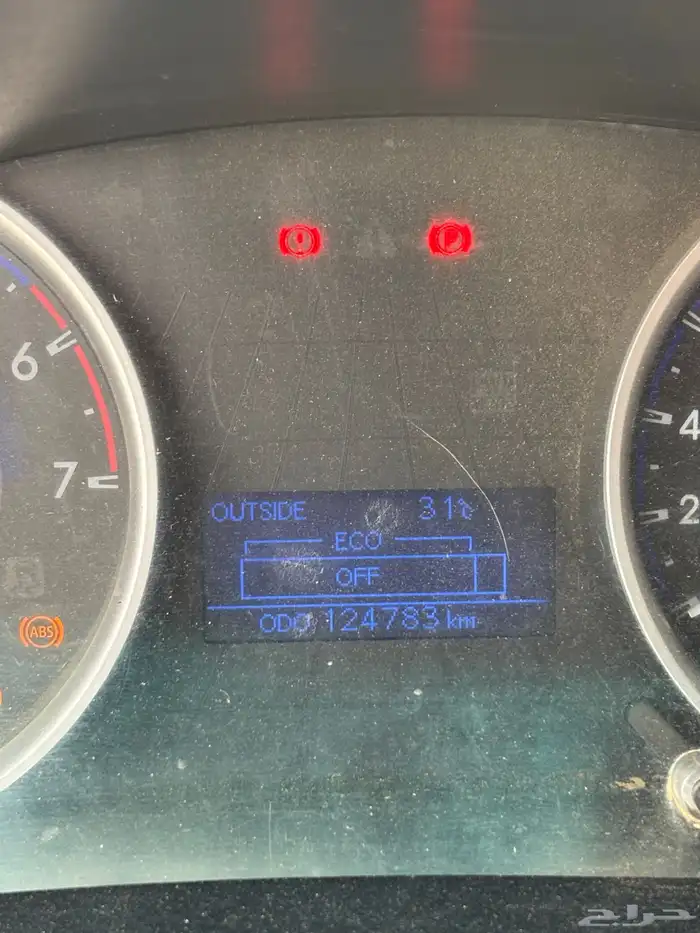 6
7
4
2
OUTSIDE 31℃
ECO
OFF
ODO 124783 km
ABS
حراج